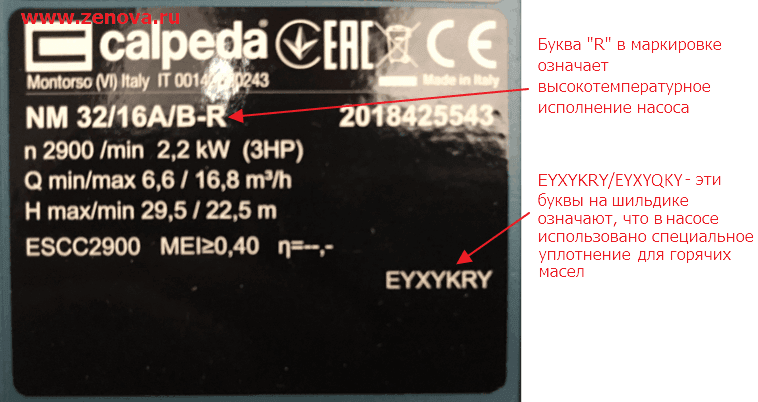 www.zenova.ru
calpeda EAC CE
Montorso (VI) Italy IT Made in Italy
NM 32/16A/B-R 2018425543
n 2900 /min 2,2 kW (3HP)
Q min/max 6,6 / 16,8 m³/h
H max/min 29,5 / 22,5 m
ESCC2900 MEI≥0,40 η=--,-
EYXYKRY
Буква "R" в маркировке
означает
высокотемпературное
исполнение насоса
EYXYKRY/EYXYQKY - эти
буквы на шильдике
означают, что в насосе
использовано специальное
уплотнение для горячих
масел